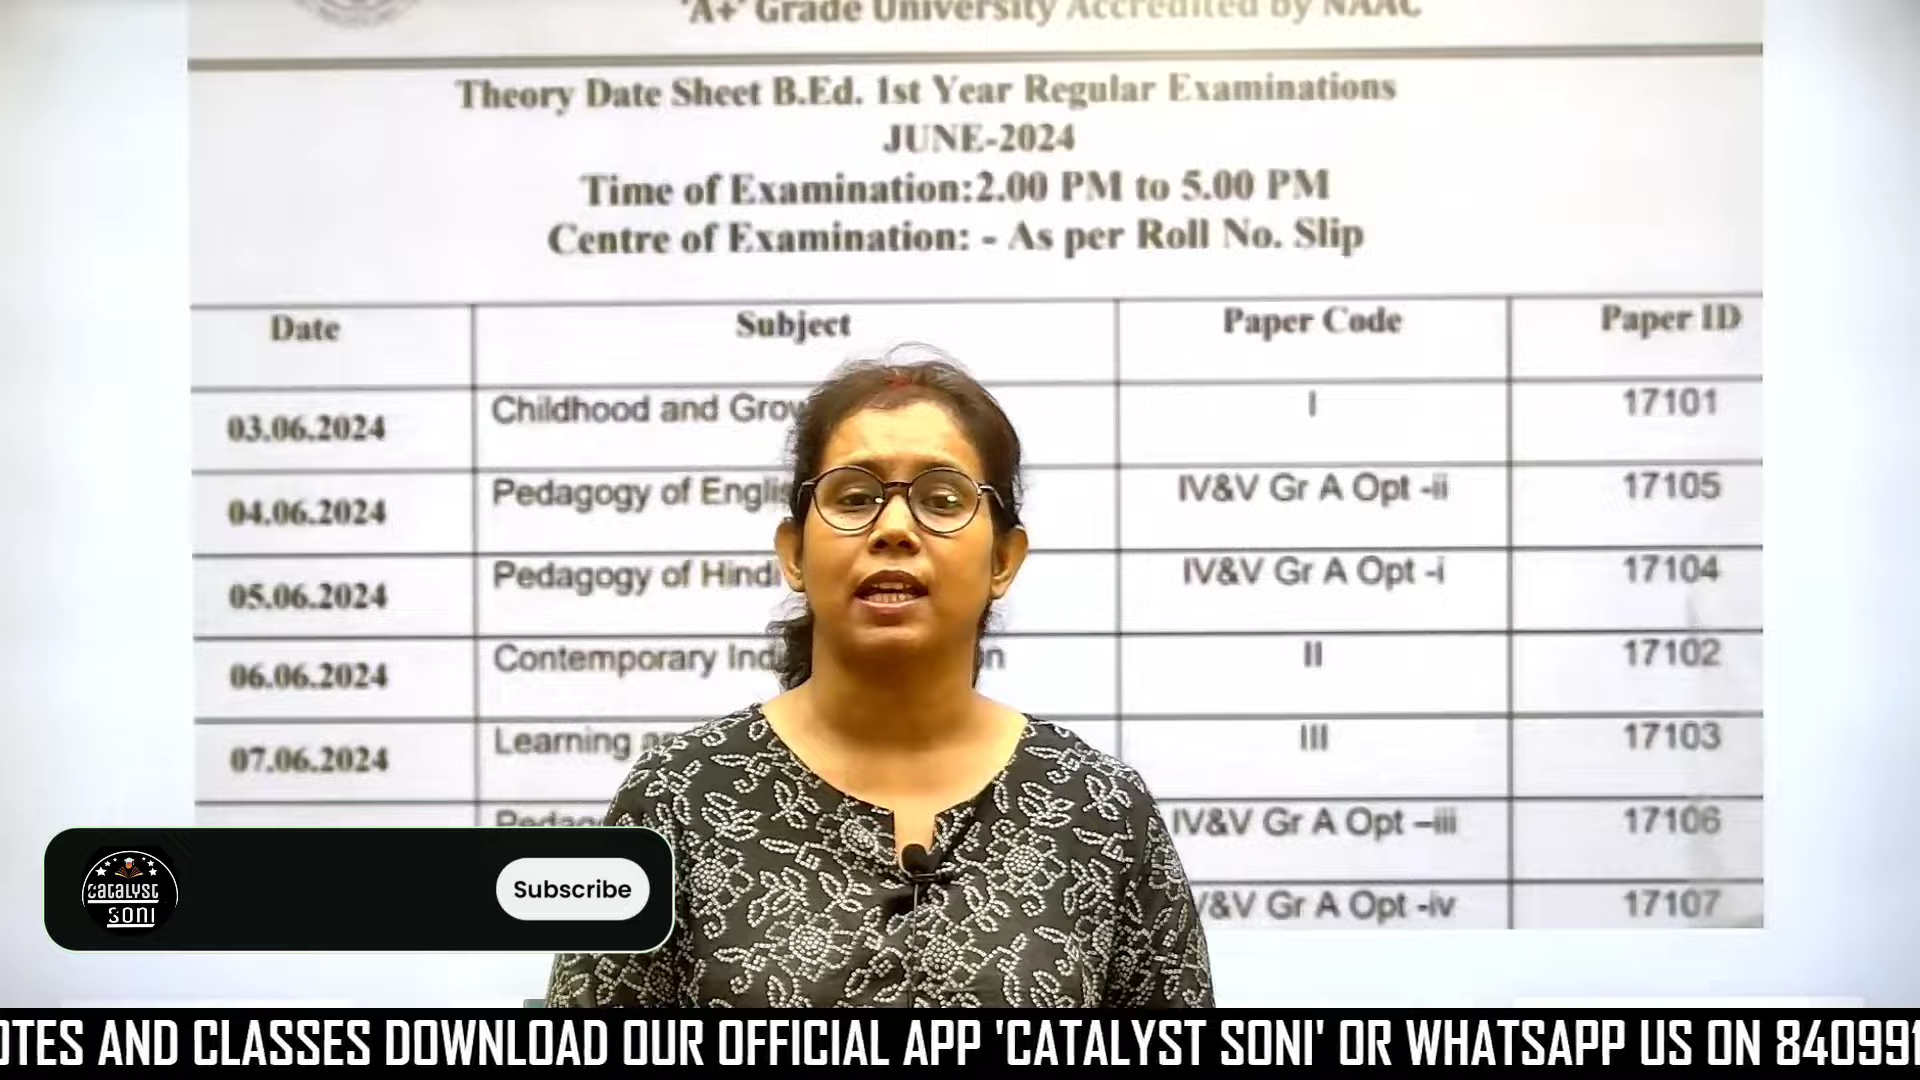 'A+' Grade University Accredited by NAAC
Theory Date Sheet B.Ed. 1st Year Regular Examinations
JUNE-2024
Time of Examination:2.00 PM to 5.00 PM
Centre of Examination: - As per Roll No. Slip
Date Subject Paper Code Paper ID
03.06.2024 Childhood and I 17101
04.06.2024 Pedagogy of IV&V Gr A Opt -ii 17105
05.06.2024 Pedagogy of Hindi IV&V Gr A Opt -i 17104
06.06.2024 Contemporary II 17102
07.06.2024 Learning III 17103
IV&V Gr A Opt –iii 17106
Gr A Opt -iv 17107
CATALYST
SONI
Subscribe
AND CLASSES DOWNLOAD OUR OFFICIAL APP 'CATALYST SONI' OR WHATSAPP US ON